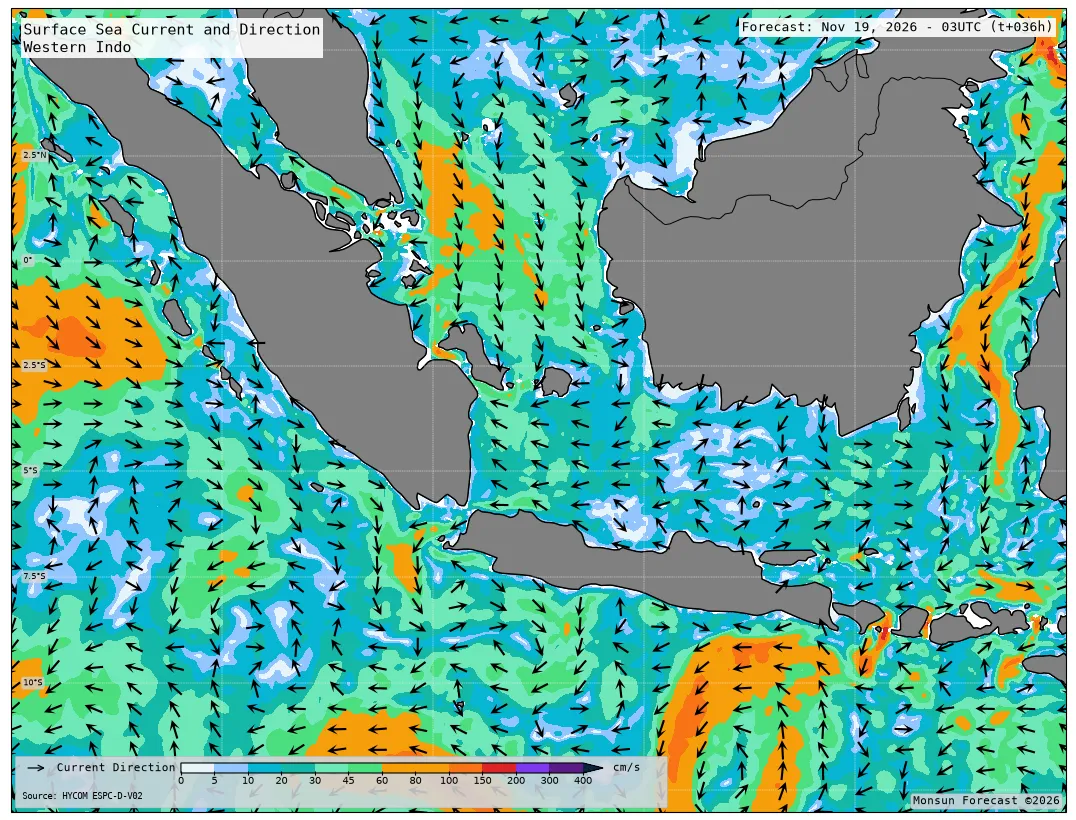 Surface Sea Current and Direction
Western Indo
Forecast: Nov 19, 2026 - 03UTC (t+036h)
2.5°N
0°
2.5°S
5°S
7.5°S
10°S
Current Direction
0 5 10 20 30 45 60 80 100 150 200 300 400 cm/s
Source: HYCOM ESPC-D-V02
Monsun Forecast ©2026